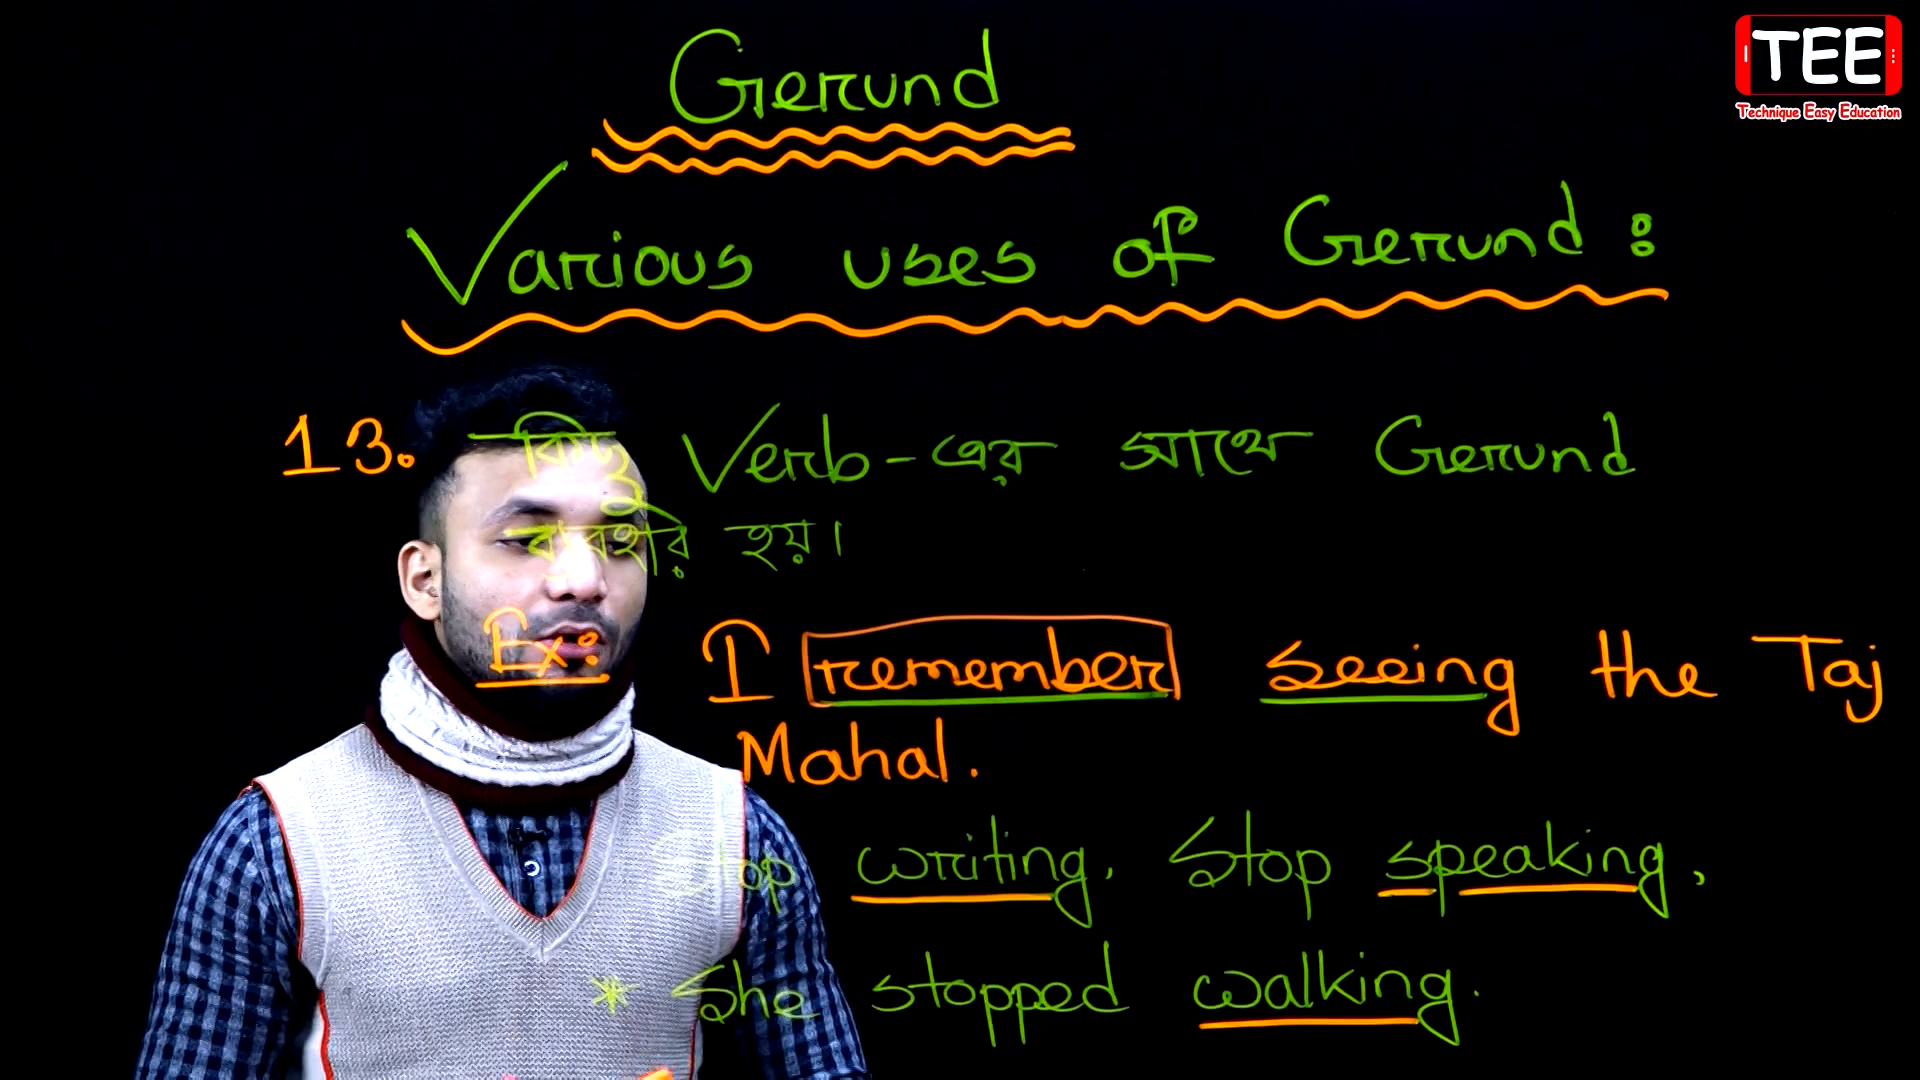 TEE
Technique Easy Education
Gerund
Various uses of Gerund :
13. কিছু Verb-এর সাথে Gerund
ব্যবহার হয়।
Ex: I remember seeing the Taj
Mahal.
Stop writing. Stop speaking,
* She stopped walking.